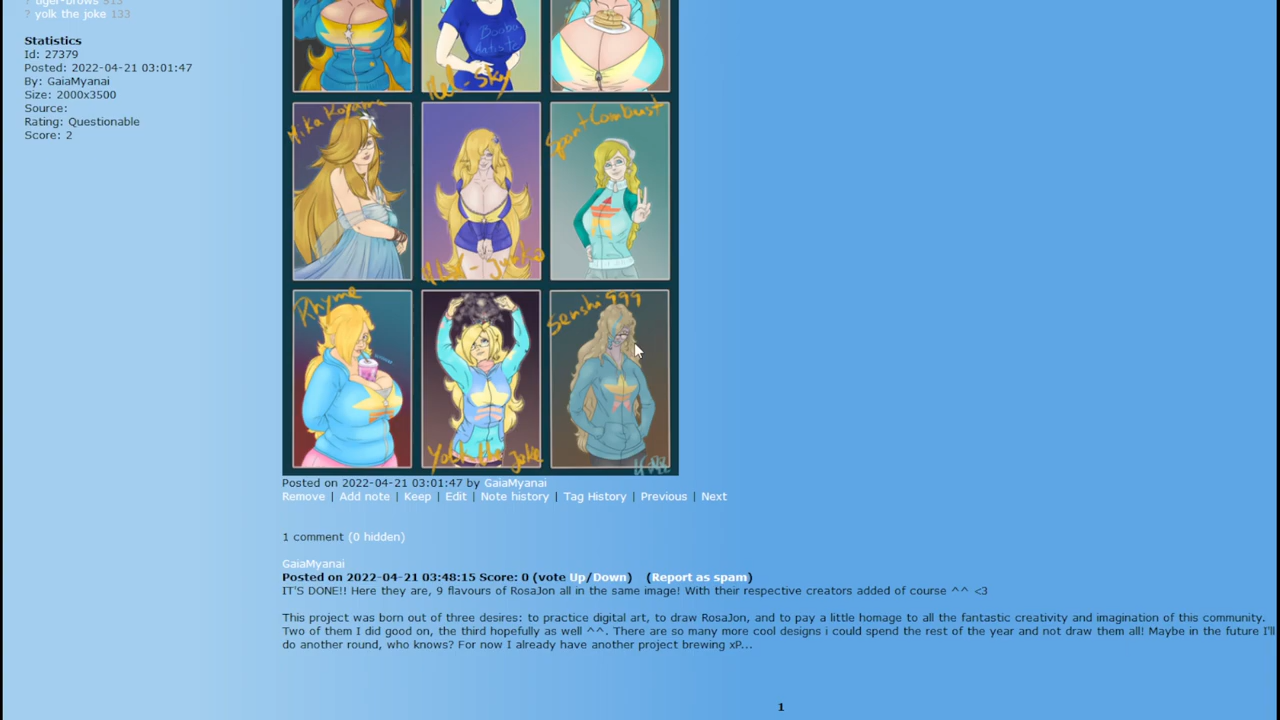 ? tiger-brows 513
? yolk the joke 133
Statistics
Id: 27379
Posted: 2022-04-21 03:01:47
By: GaiaMyanai
Size: 2000x3500
Source:
Rating: Questionable
Score: 2
Booba
Artiste
Rel-Sky
Mika Koyama
SpontCombust
Rhyme
Senshi999
Yolk the Joke
Posted on 2022-04-21 03:01:47 by GaiaMyanai
Remove | Add note | Keep | Edit | Note history | Tag History | Previous | Next
1 comment (0 hidden)
GaiaMyanai
Posted on 2022-04-21 03:48:15 Score: 0 (vote Up/Down) (Report as spam)
IT'S DONE!! Here they are, 9 flavours of RosaJon all in the same image! With their respective creators added of course ^^ <3
This project was born out of three desires: to practice digital art, to draw RosaJon, and to pay a little homage to all the fantastic creativity and imagination of this community.
Two of them I did good on, the third hopefully as well ^^. There are so many more cool designs i could spend the rest of the year and not draw them all! Maybe in the future I'll
do another round, who knows? For now I already have another project brewing xP...
1